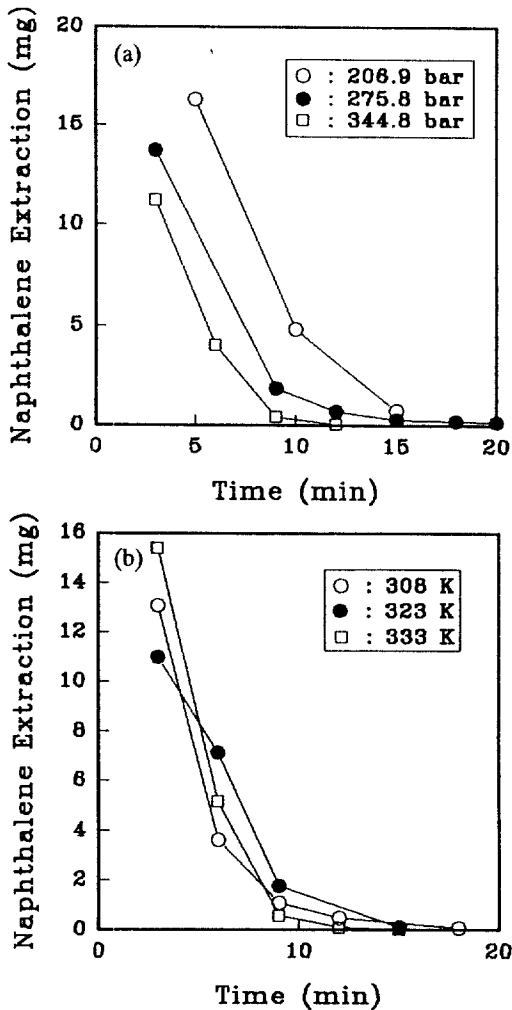 20
15
10
5
0
Naphthalene Extraction (mg)
(a)
○ : 206.9 bar
● : 275.8 bar
□ : 344.8 bar
0 5 10 15 20
Time (min)
16
14
12
10
8
6
4
2
0
Naphthalene Extraction (mg)
(b)
○ : 308 K
● : 323 K
□ : 333 K
0 10 20
Time (min)